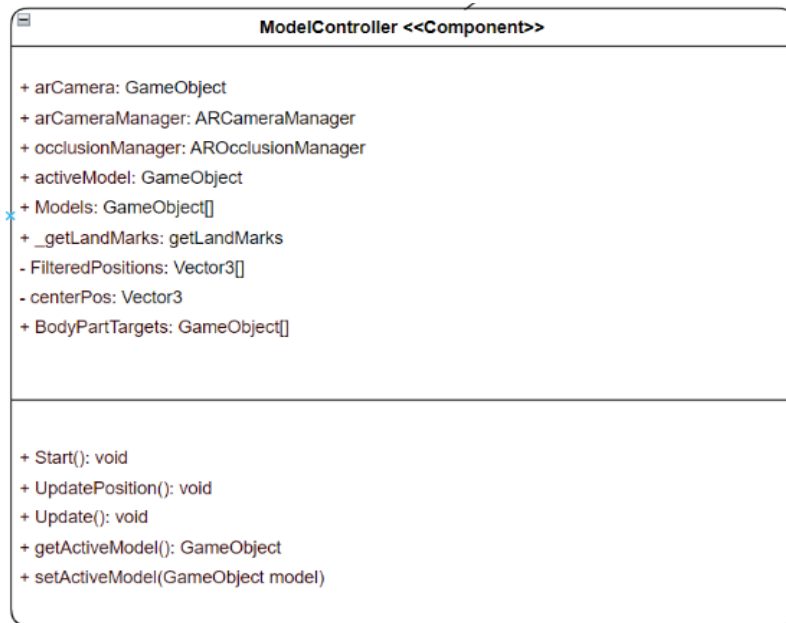 ModelController <<Component>>
+ arCamera: GameObject
+ arCameraManager: ARCameraManager
+ occlusionManager: AROcclusionManager
+ activeModel: GameObject
+ Models: GameObject[]
+ _getLandMarks: getLandMarks
- FilteredPositions: Vector3[]
- centerPos: Vector3
+ BodyPartTargets: GameObject[]
+ Start(): void
+ UpdatePosition(): void
+ Update(): void
+ getActiveModel(): GameObject
+ setActiveModel(GameObject model)